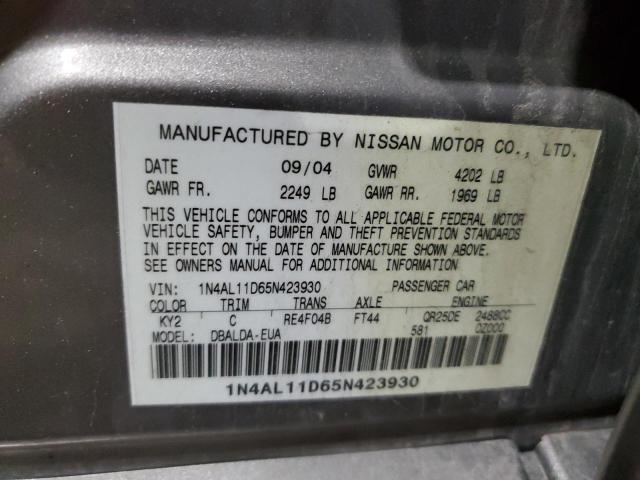 MANUFACTURED BY NISSAN MOTOR CO., LTD.
DATE 09/04 GVWR 4202 LB
GAWR FR. 2249 LB GAWR RR. 1969 LB
THIS VEHICLE CONFORMS TO ALL APPLICABLE FEDERAL MOTOR
VEHICLE SAFETY, BUMPER AND THEFT PREVENTION STANDARDS
IN EFFECT ON THE DATE OF MANUFACTURE SHOWN ABOVE.
SEE OWNERS MANUAL FOR ADDITIONAL INFORMATION
VIN: 1N4AL11D65N423930 PASSENGER CAR
COLOR TRIM TRANS AXLE ENGINE
KY2 C RE4F04B FT44 QR25DE 2488CC
MODEL: DBALDA-EUA 581 0Z000
1N4AL11D65N423930